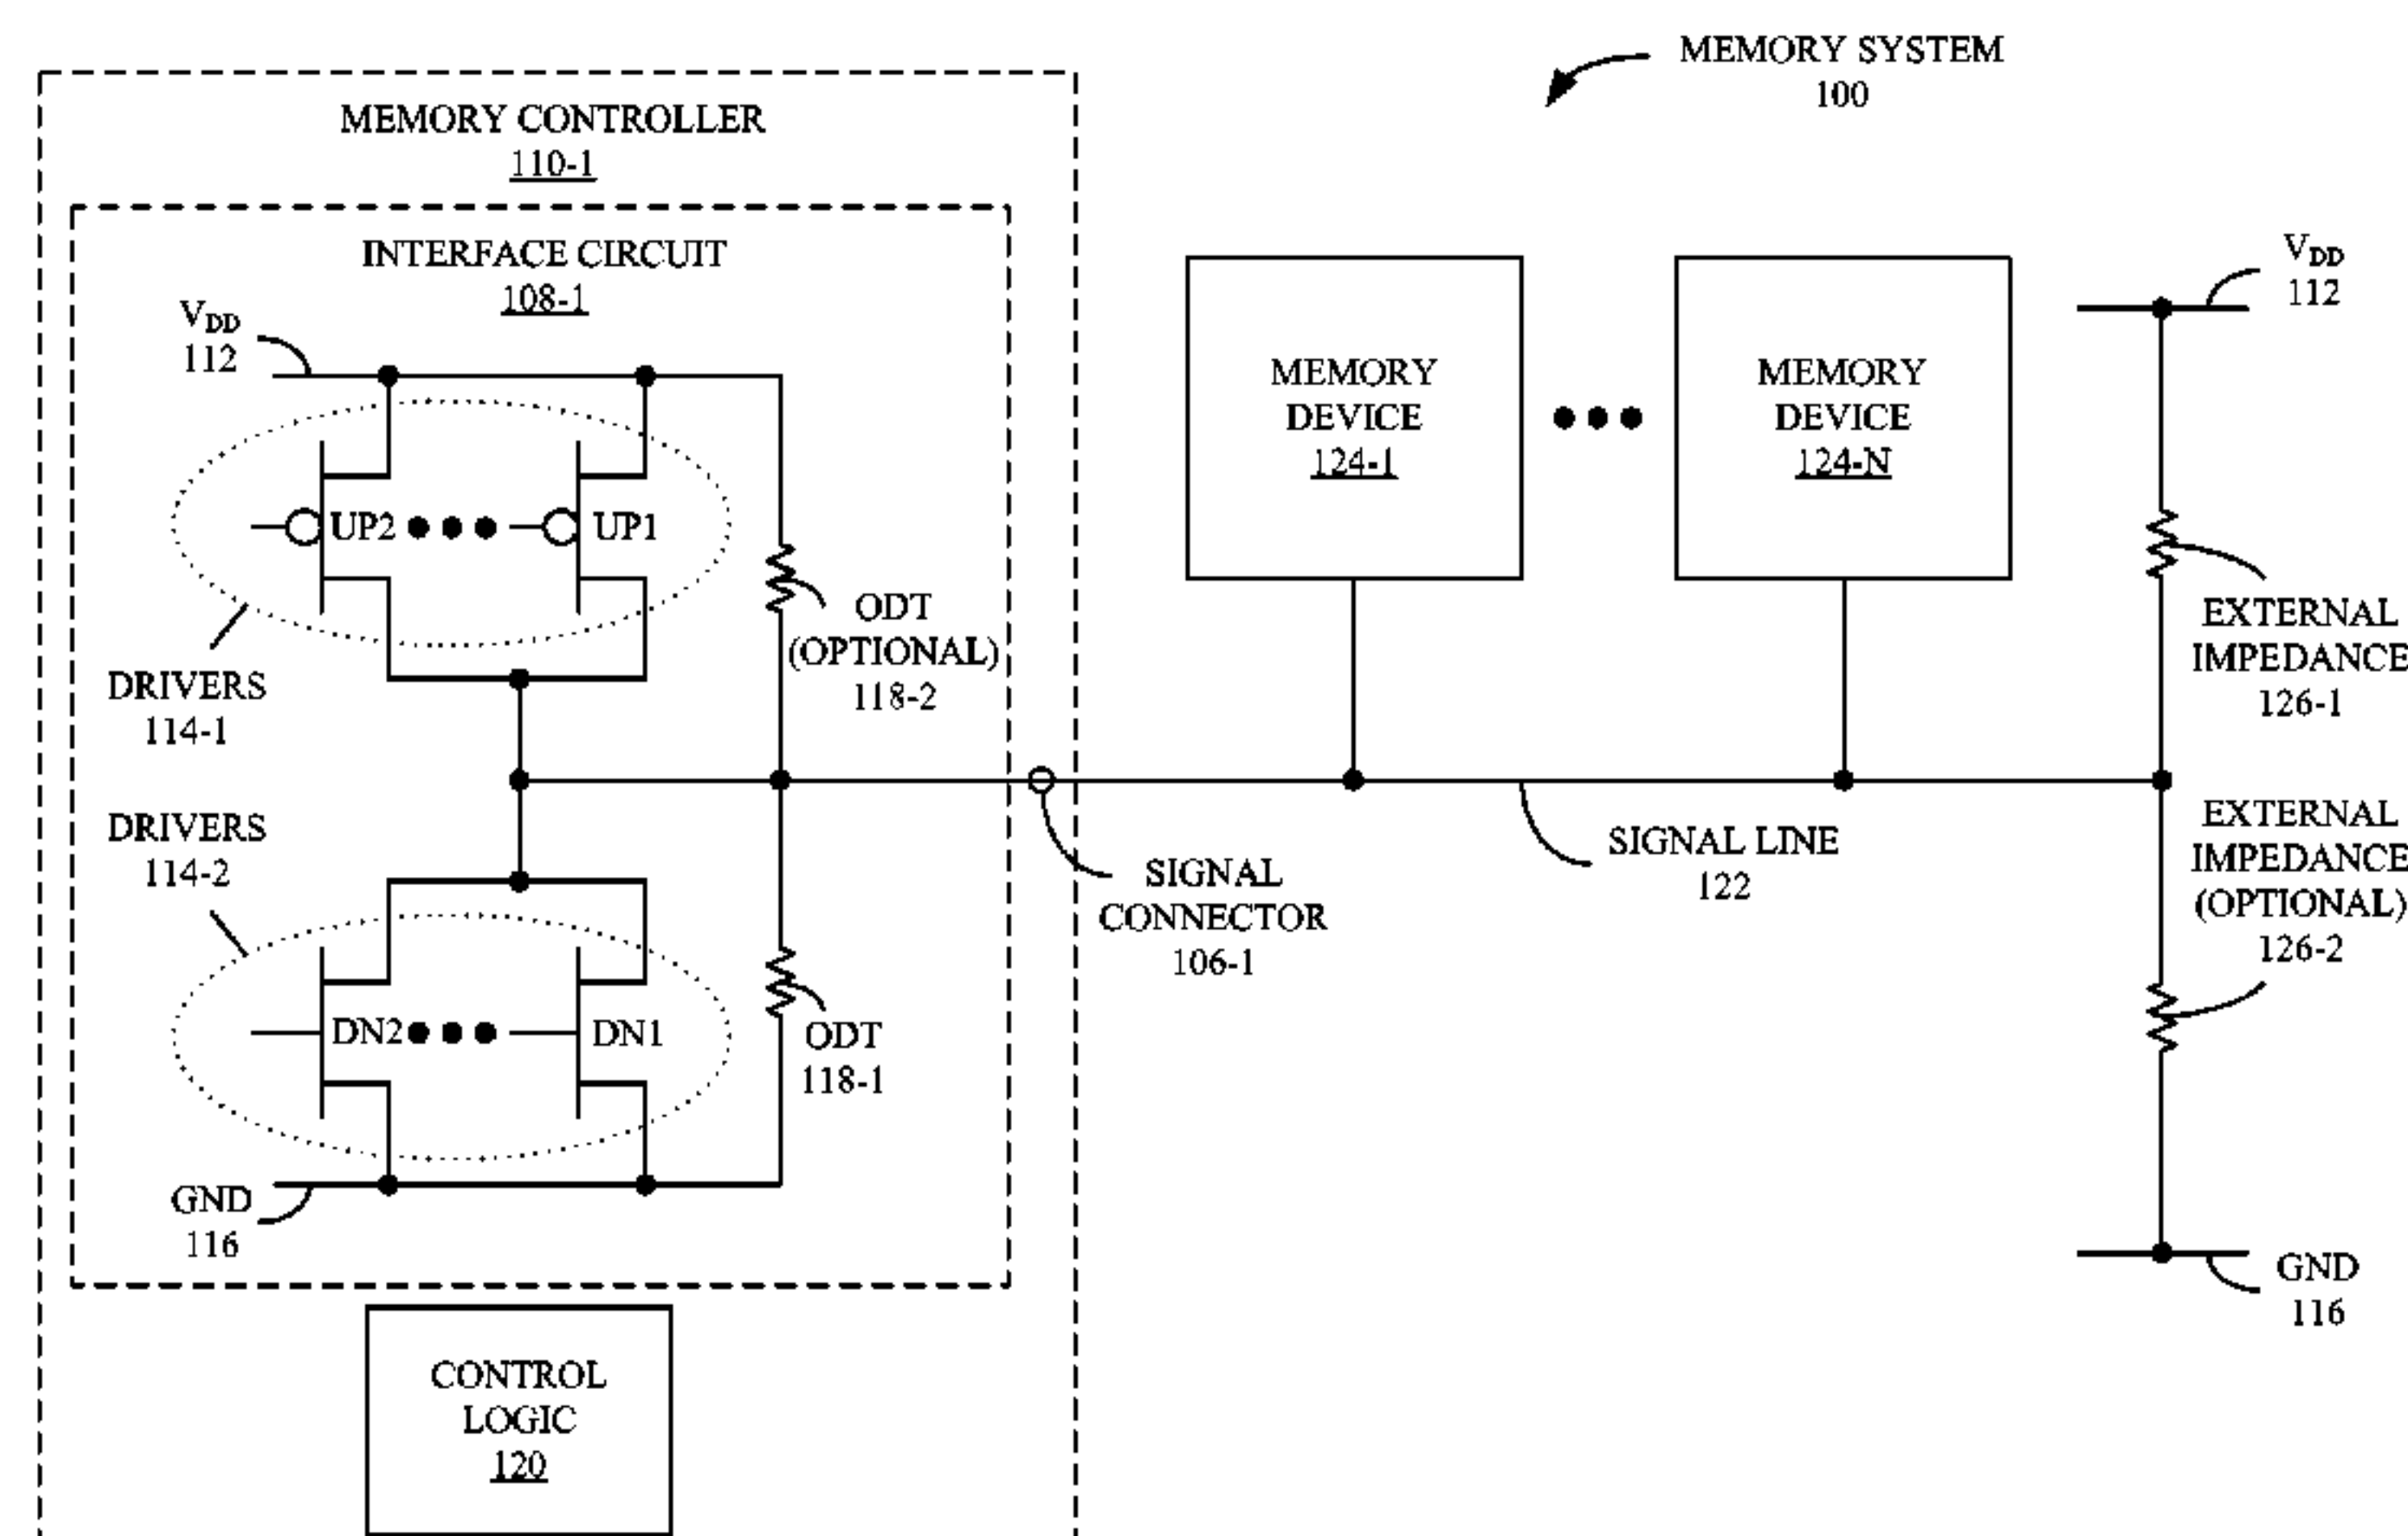 MEMORY SYSTEM
100
MEMORY CONTROLLER
110-1
INTERFACE CIRCUIT
108-1
VDD
112
UP2
UP1
DRIVERS
114-1
ODT
(OPTIONAL)
118-2
DRIVERS
114-2
DN2
DN1
ODT
118-1
GND
116
CONTROL
LOGIC
120
SIGNAL
CONNECTOR
106-1
MEMORY
DEVICE
124-1
MEMORY
DEVICE
124-N
SIGNAL LINE
122
VDD
112
EXTERNAL
IMPEDANCE
126-1
EXTERNAL
IMPEDANCE
(OPTIONAL)
126-2
GND
116